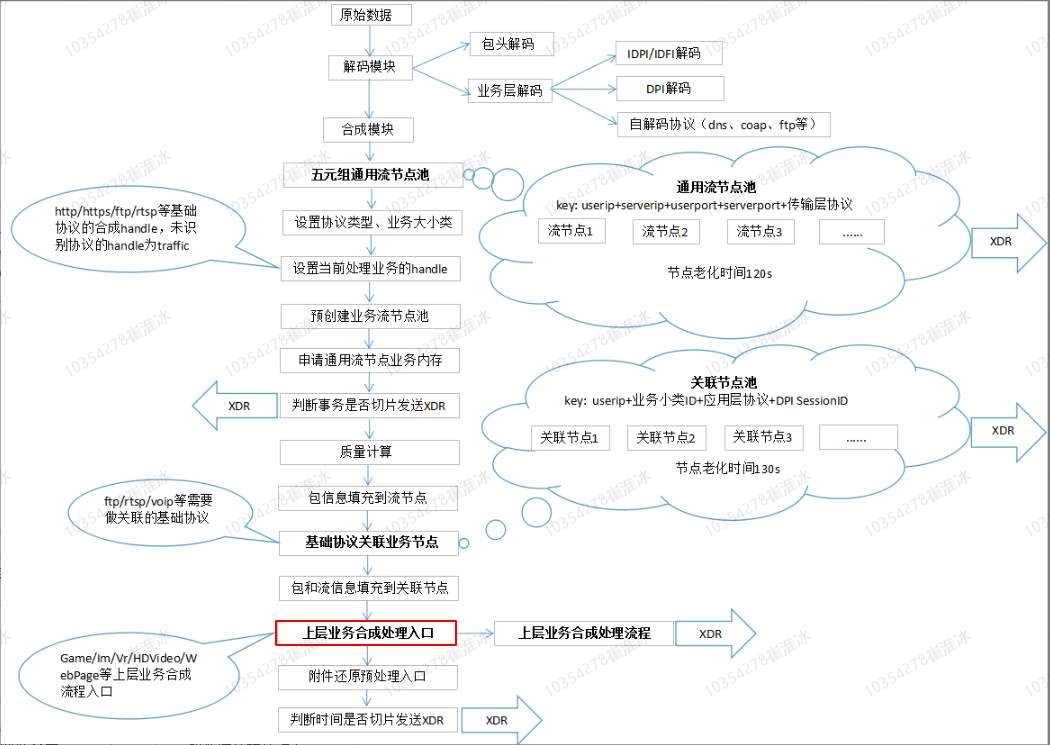 原始数据
解码模块
包头解码
业务层解码
IDPI/IDFI解码
DPI解码
自解码协议（dns、coap、ftp等）
合成模块
五元组通用流节点池
通用流节点池
key: userip+serverip+userport+serverport+传输层协议
流节点1
流节点2
流节点3
......
节点老化时间120s
XDR
http/https/ftp/rtsp等基础
协议的合成handle，未识
别协议的handle为traffic
设置协议类型、业务大小类
设置当前处理业务的handle
预创建业务流节点池
申请通用流节点业务内存
判断事务是否切片发送XDR
XDR
质量计算
包信息填充到流节点
关联节点池
key: userip+业务小类ID+应用层协议+DPI SessionID
关联节点1
关联节点2
关联节点3
......
节点老化时间130s
XDR
ftp/rtsp/voip等需要
做关联的基础协议
基础协议关联业务节点
包和流信息填充到关联节点
上层业务合成处理入口
上层业务合成处理流程
XDR
Game/Im/Vr/HDVideo/W
ebPage等上层业务合成
流程入口
附件还原预处理入口
判断时间是否切片发送XDR
XDR
10354278崔淮冰